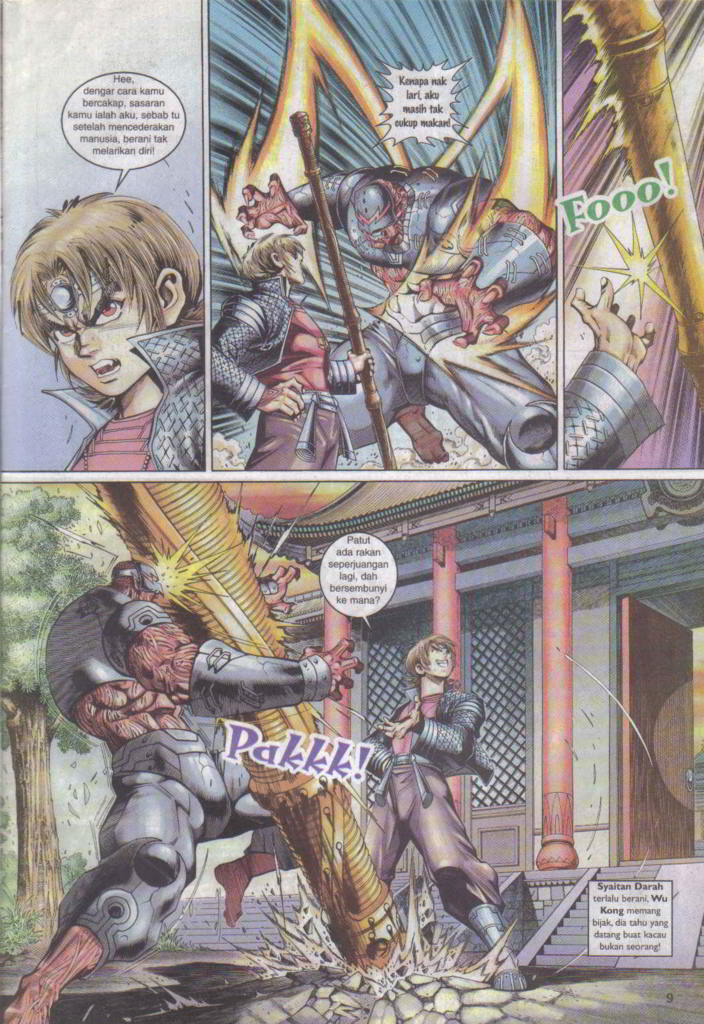 Hee,
dengar cara kamu
bercakap, sasaran
kamu ialah aku, sebab tu
setelah mencederakan
manusia, berani tak
melarikan diri!
Kenapa nak
lari, aku
masih tak
cukup makan!
Fooo!
Patut
ada rakan
seperjuangan
lagi, dah
bersembunyi
ke mana?
Pakkk!
Syaitan Darah
terlalu berani, Wu
Kong memang
bijak, dia tahu yang
datang buat kacau
bukan seorang!
9